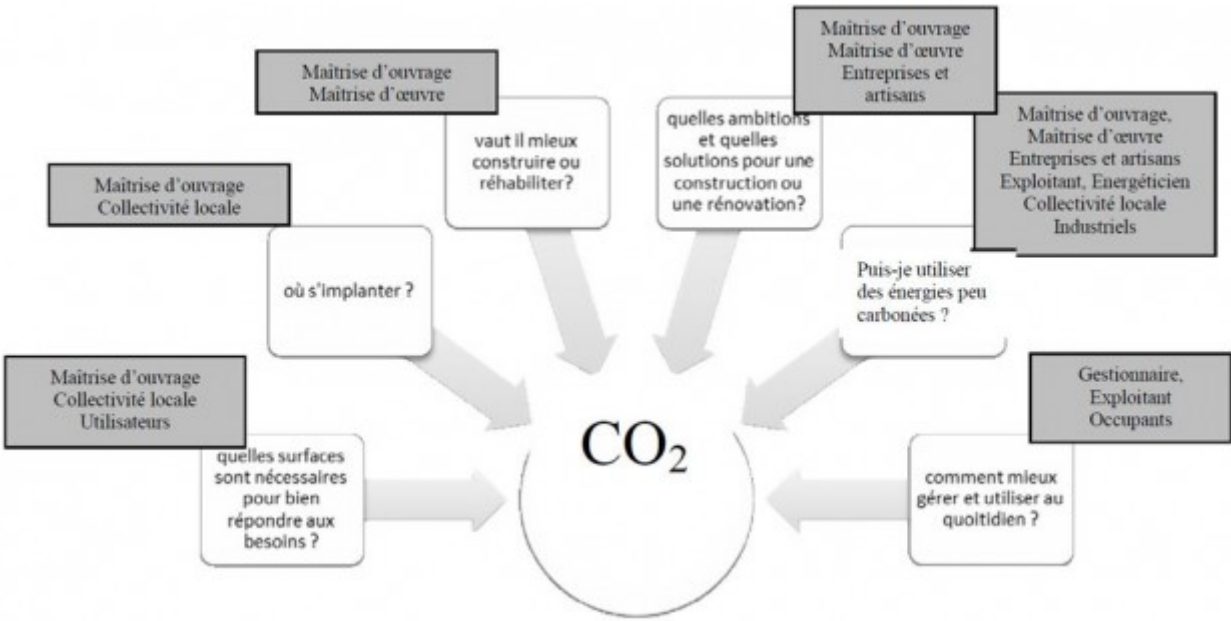 Maîtrise d'ouvrage
Collectivité locale
Utilisateurs
quelles surfaces
sont nécessaires
pour bien
répondre aux
besoins ?
Maîtrise d'ouvrage
Collectivité locale
où s'implanter ?
Maîtrise d'ouvrage
Maîtrise d'œuvre
vaut il mieux
construire ou
réhabiliter?
Maîtrise d'ouvrage
Maîtrise d'œuvre
Entreprises et
artisans
quelles ambitions
et quelles
solutions pour une
construction ou
une rénovation?
Maîtrise d'ouvrage,
Maîtrise d'œuvre
Entreprises et artisans
Exploitant, Energéticien
Collectivité locale
Industriels
Puis-je utiliser
des énergies peu
carbonées ?
Gestionnaire,
Exploitant
Occupants
comment mieux
gérer et utiliser au
quoitidien ?
CO₂